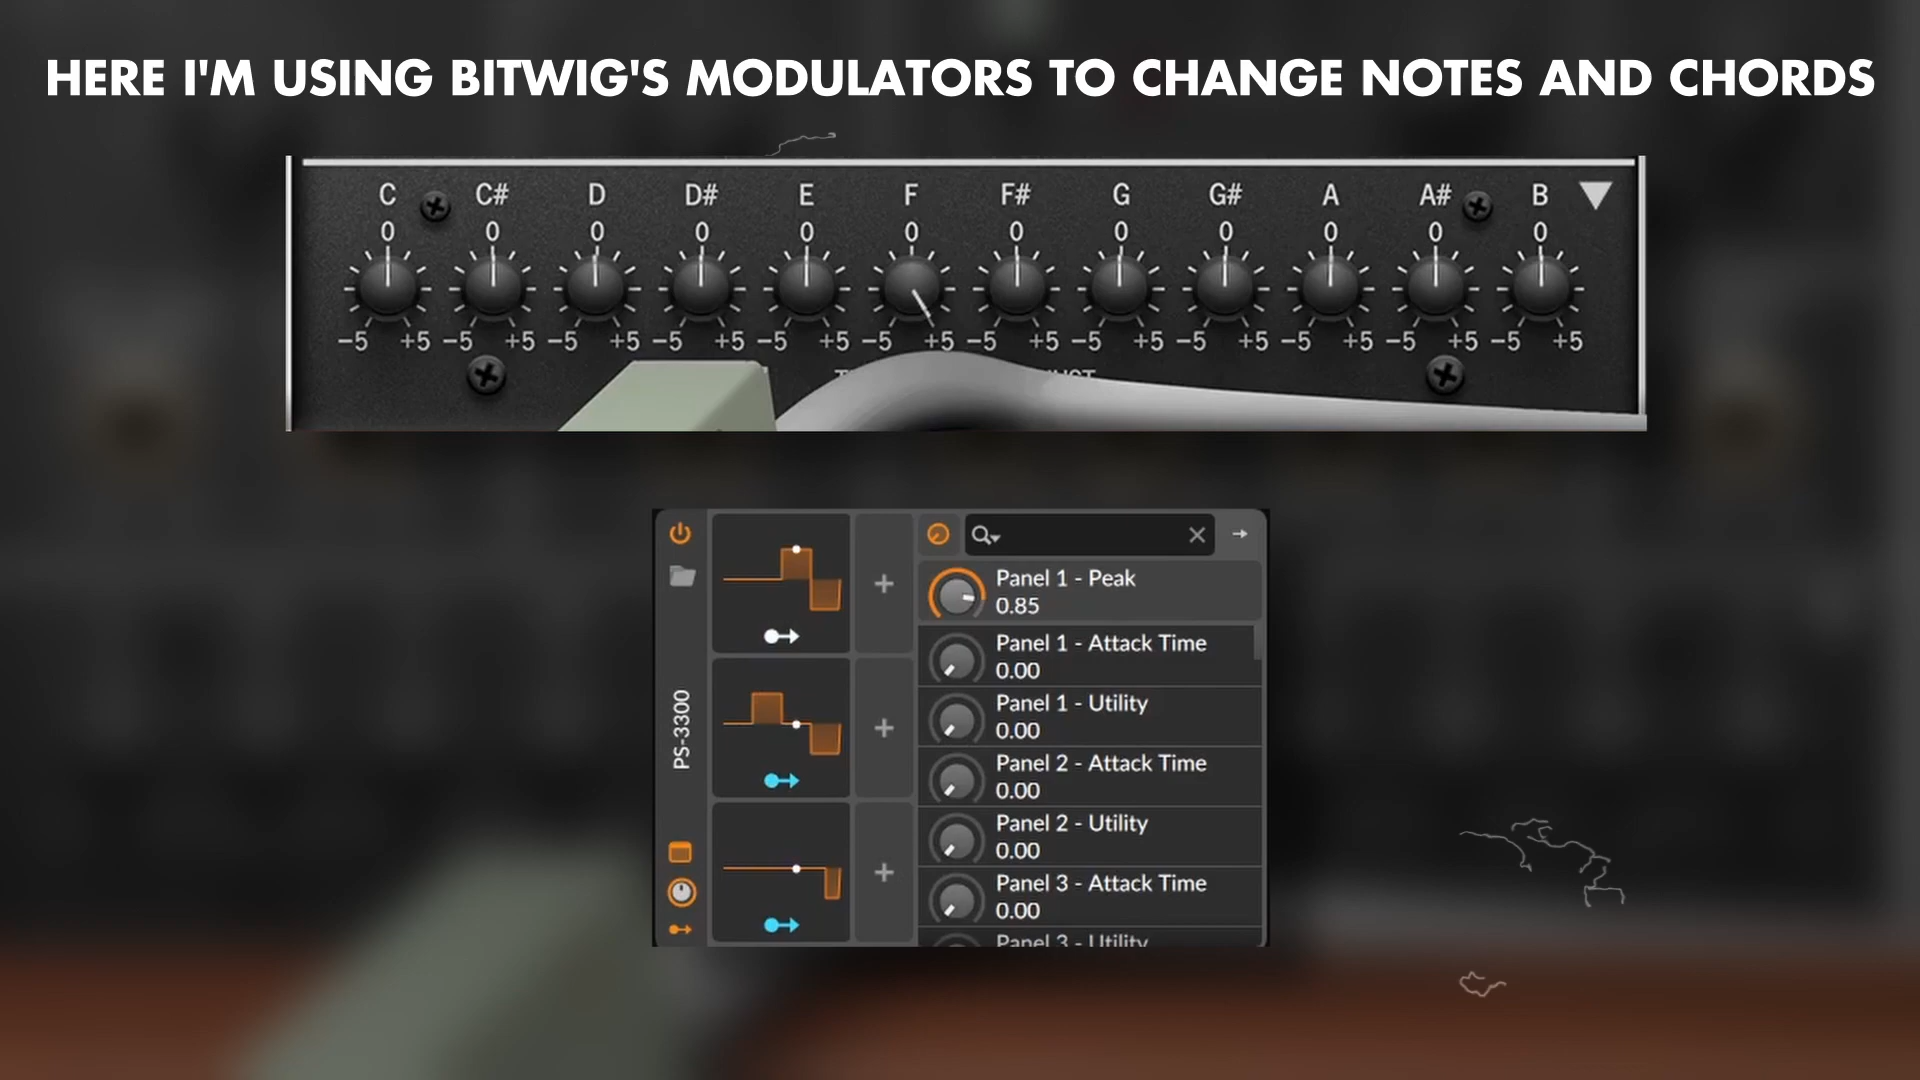 HERE I'M USING BITWIG'S MODULATORS TO CHANGE NOTES AND CHORDS
C C# D D# E F F# G G# A A# B
0 0 0 0 0 0 0 0 0 0 0 0
-5 +5 -5 +5 -5 +5 -5 +5 -5 +5 -5 +5 -5 +5 -5 +5 -5 +5 -5 +5 -5 +5 -5 +5
PS-3300
Panel 1 - Peak
0.85
Panel 1 - Attack Time
0.00
Panel 1 - Utility
0.00
Panel 2 - Attack Time
0.00
Panel 2 - Utility
0.00
Panel 3 - Attack Time
0.00
Panel 3 - Utility